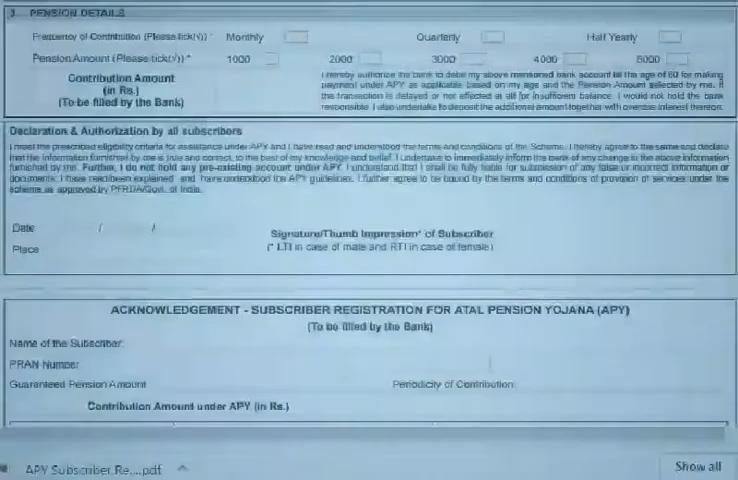 3. PENSION DETAILS
Frequency of Contribution (Please tick(√)) * Monthly Quarterly Half Yearly
Pension Amount (Please tick(√)) * 1000 2000 3000 4000 5000
Contribution Amount
(in Rs.)
(To be filled by the Bank)
I hereby authorize the bank to debit my above mentioned bank account till the age of 60 for making
payment under APY as applicable based on my age and the Pension Amount selected by me. If
the transaction is delayed or not effected at all for insufficient balance, I would not hold the bank
responsible. I also undertake to deposit the additional amount together with overdue interest thereon.
Declaration & Authorization by all subscribers
I meet the prescribed eligibility criteria for assistance under APY and I have read and understood the terms and conditions of the Scheme. I hereby agree to the same and declare
that the information furnished by me is true and correct, to the best of my knowledge and belief. I undertake to immediately inform the bank of any change in the above information
furnished by me. Further, I do not hold any pre-existing account under APY. I understand that I shall be fully liable for submission of any false or incorrect information or
documents. I have read/been explained and have understood the APY guidelines. I further agree to be bound by the terms and conditions of provision of services under the
scheme as approved by PFRDA/Govt. of India.
Date / /
Signature/Thumb Impression* of Subscriber
Place
(* LTI in case of male and RTI in case of female)
ACKNOWLEDGEMENT - SUBSCRIBER REGISTRATION FOR ATAL PENSION YOJANA (APY)
(To be filled by the Bank)
Name of the Subscriber:
PRAN Number
Guaranteed Pension Amount Periodicity of Contribution:
Contribution Amount under APY (in Rs.)
APY Subscriber Re....pdf Show all